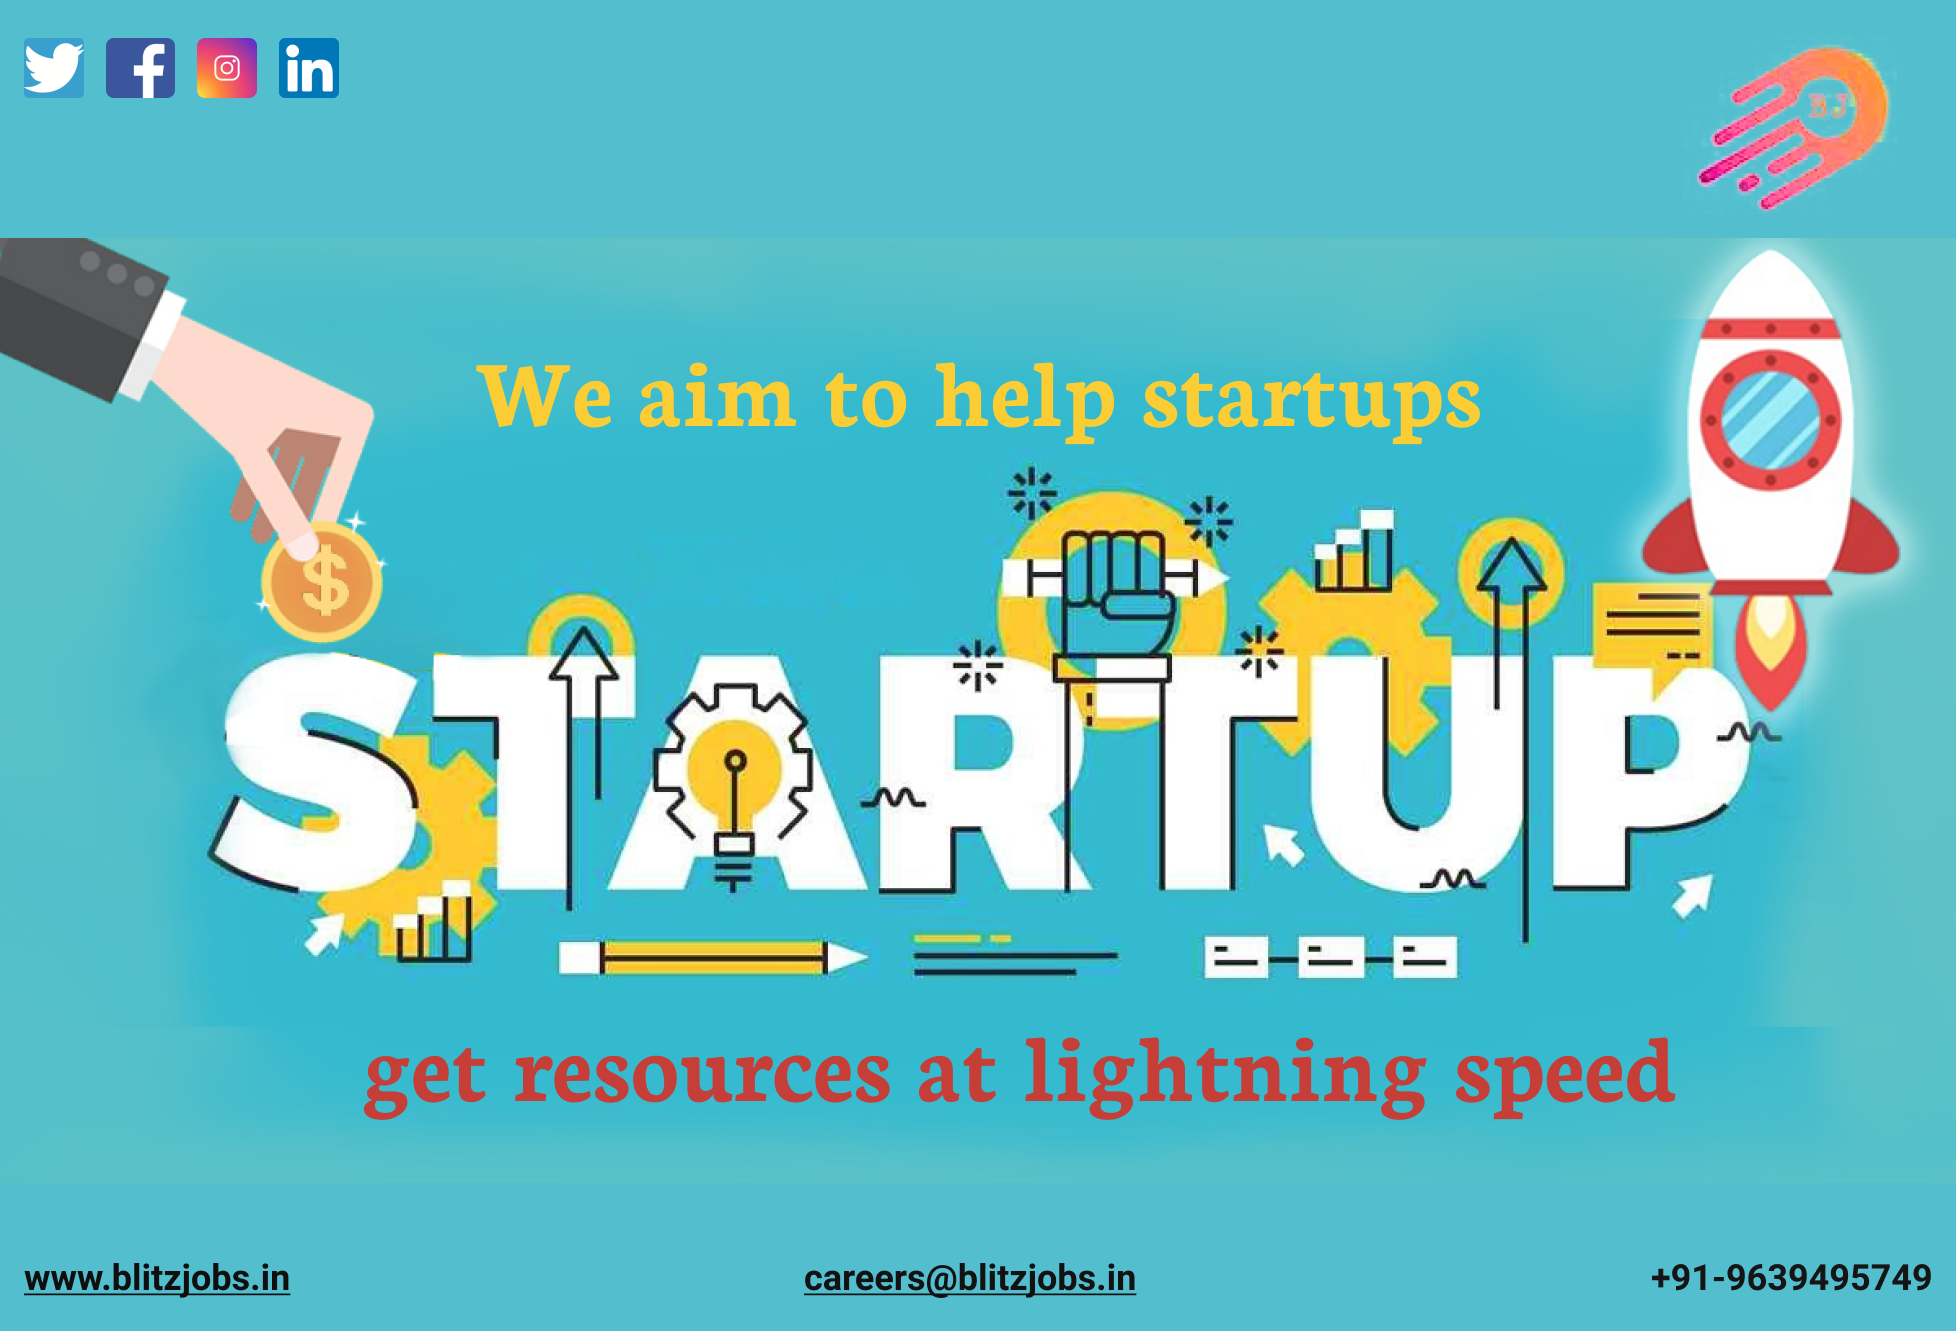 BJ
We aim to help startups
$
STARTUP
get resources at lightning speed
www.blitzjobs.in
careers@blitzjobs.in
+91-9639495749